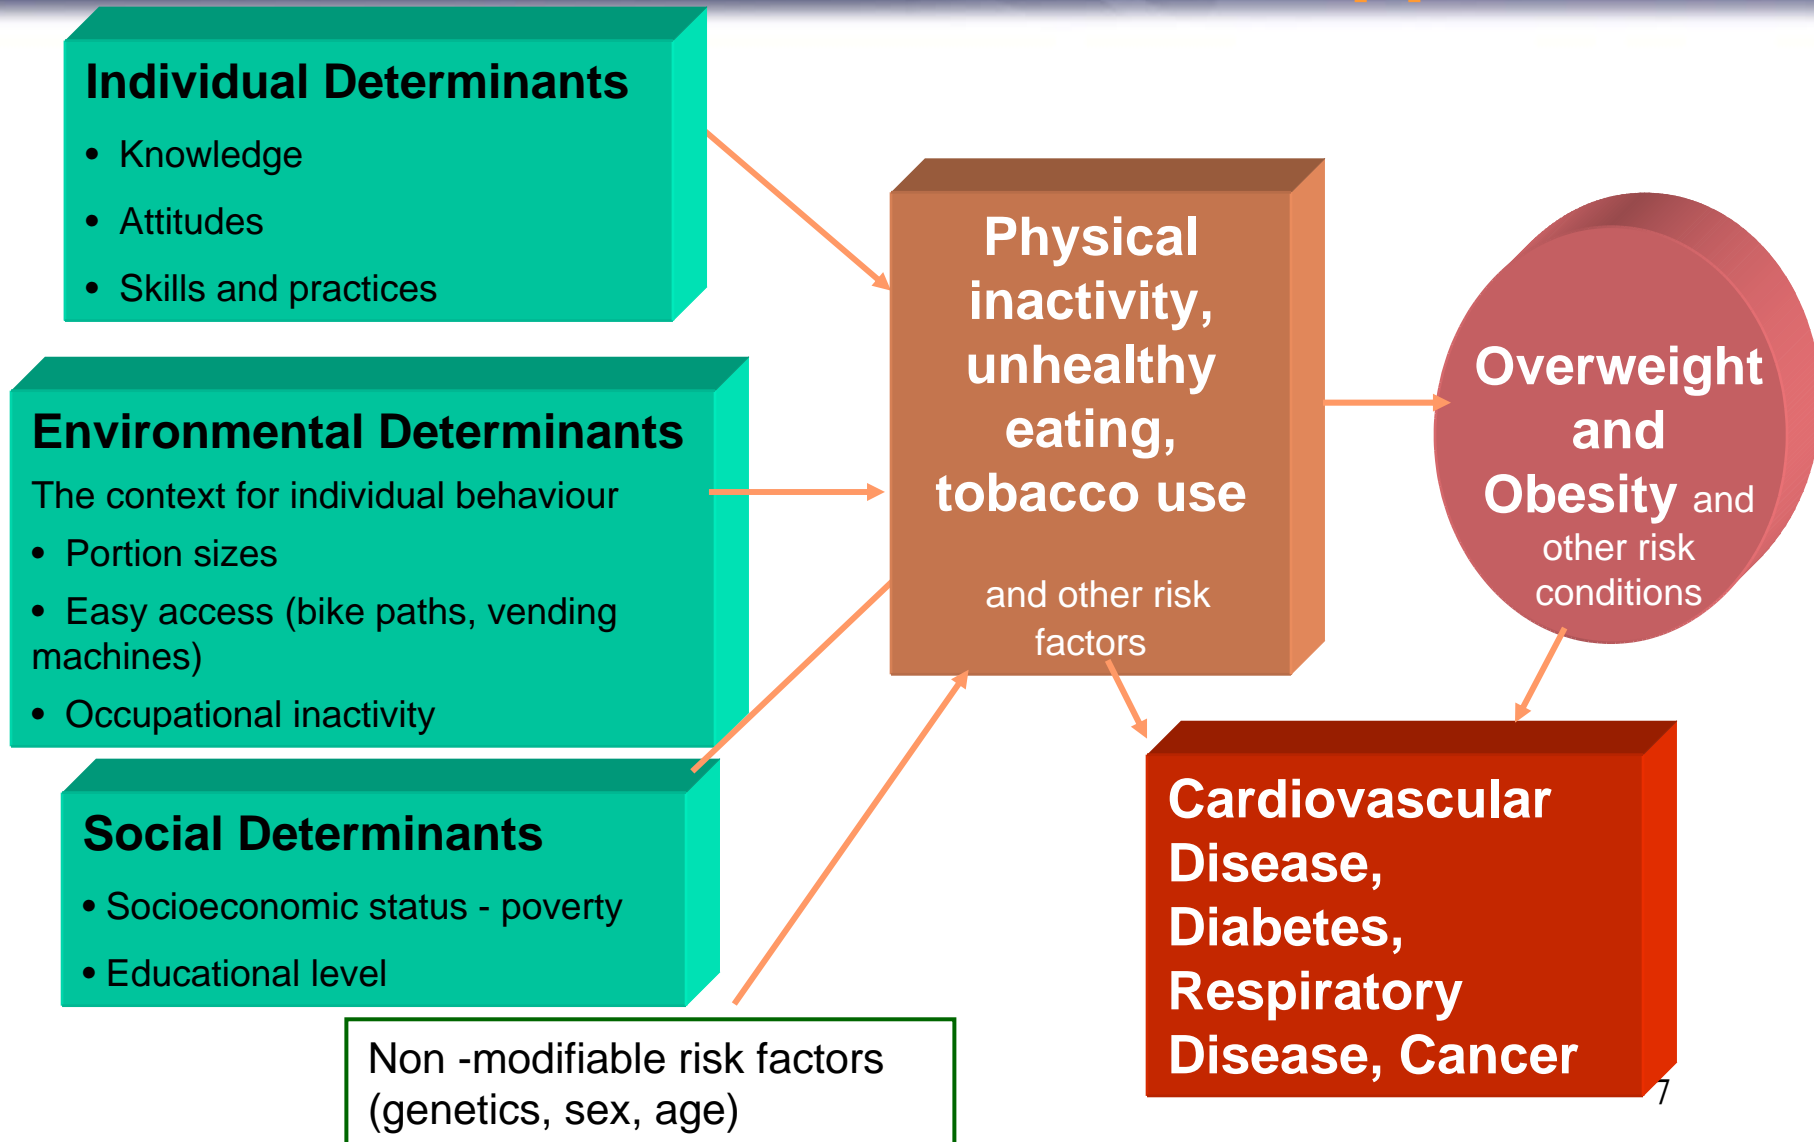 Individual Determinants
• Knowledge
• Attitudes
• Skills and practices
Environmental Determinants
The context for individual behaviour
• Portion sizes
• Easy access (bike paths, vending
machines)
• Occupational inactivity
Social Determinants
• Socioeconomic status - poverty
• Educational level
Non -modifiable risk factors
(genetics, sex, age)
Physical
inactivity,
unhealthy
eating,
tobacco use
and other risk
factors
Overweight
and
Obesity and
other risk
conditions
Cardiovascular
Disease,
Diabetes,
Respiratory
Disease, Cancer
7